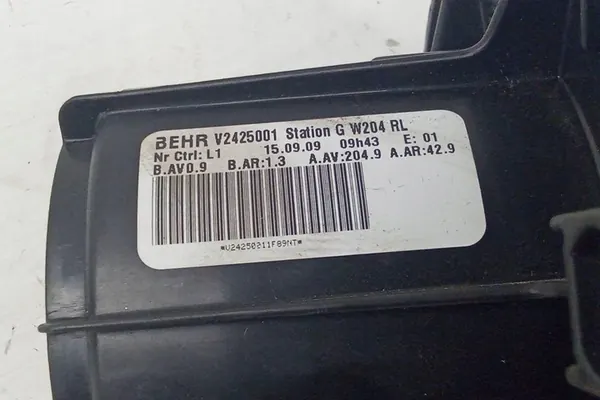 BEHR V2425001 Station G W204 RL
Nr Ctrl: L1 15.09.09 09h43 E: 01
B.AV0.9 B.AR:1.3 A.AV:204.9 A.AR:42.9
*V24250211F89NT*